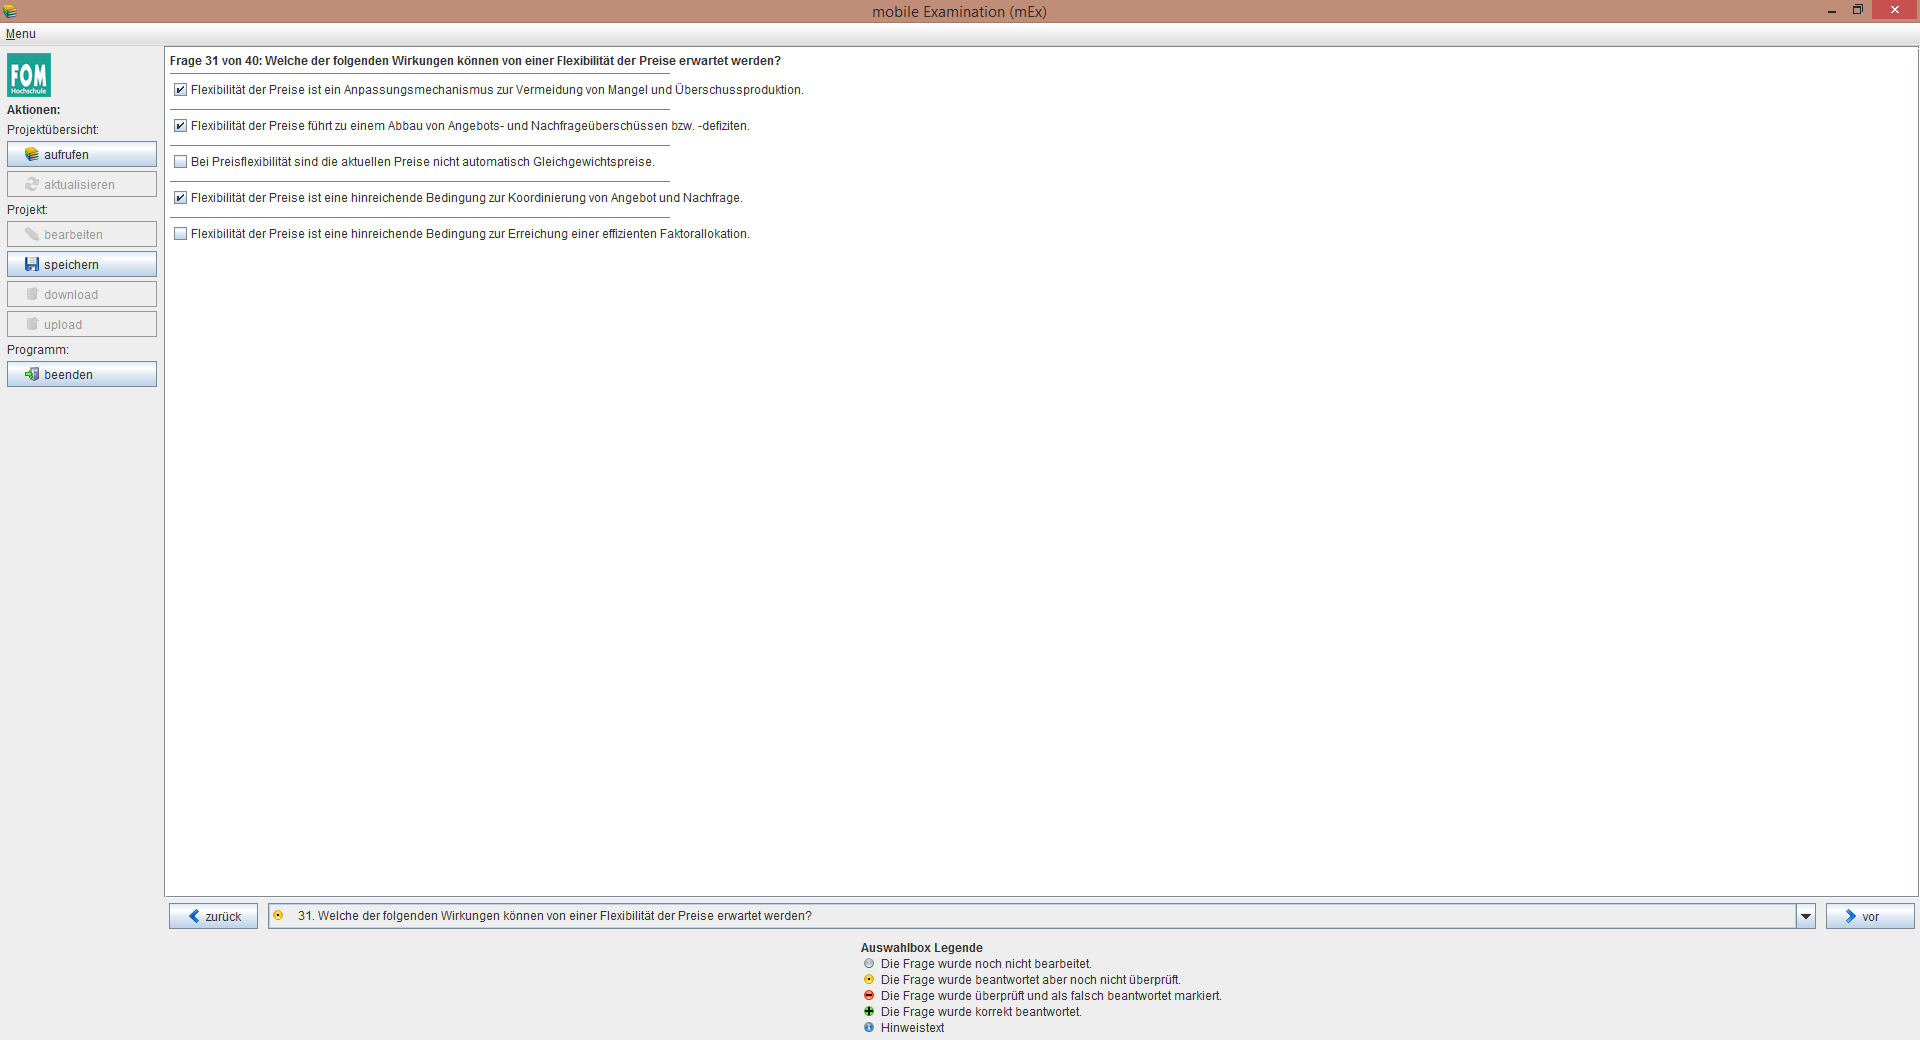 mobile Examination (mEx)
Menu
FOM
Hochschule
Aktionen:
Projektübersicht:
aufrufen
aktualisieren
Projekt:
bearbeiten
speichern
download
upload
Programm:
beenden
Frage 31 von 40: Welche der folgenden Wirkungen können von einer Flexibilität der Preise erwartet werden?
Flexibilität der Preise ist ein Anpassungsmechanismus zur Vermeidung von Mangel und Überschussproduktion.
Flexibilität der Preise führt zu einem Abbau von Angebots- und Nachfrageüberschüssen bzw. -defiziten.
Bei Preisflexibilität sind die aktuellen Preise nicht automatisch Gleichgewichtspreise.
Flexibilität der Preise ist eine hinreichende Bedingung zur Koordinierung von Angebot und Nachfrage.
Flexibilität der Preise ist eine hinreichende Bedingung zur Erreichung einer effizienten Faktorallokation.
zurück
31. Welche der folgenden Wirkungen können von einer Flexibilität der Preise erwartet werden?
vor
Auswahlbox Legende
Die Frage wurde noch nicht bearbeitet.
Die Frage wurde beantwortet aber noch nicht überprüft.
Die Frage wurde überprüft und als falsch beantwortet markiert.
Die Frage wurde korrekt beantwortet.
Hinweistext